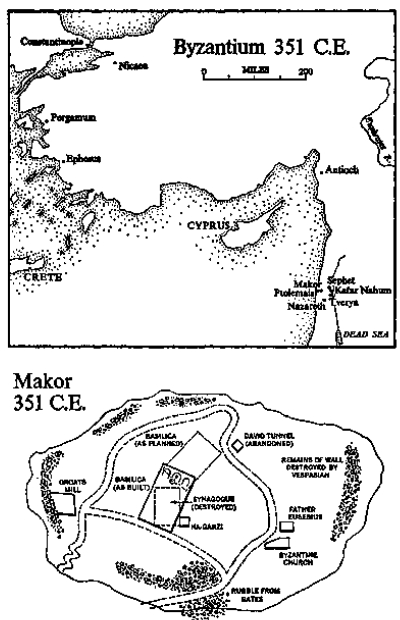 Byzantium 351 C.E.
0 MILES 200
Constantinople
Nicaea
Pergamum
Ephesus
Antioch
CYPRUS
CRETE
Makor
Sephet
Ptolemais
Kafar Nahum
Nazareth
Tverya
DEAD SEA
Makor
351 C.E.
BASILICA
(AS PLANNED)
DAVID TUNNEL
(ABANDONED)
REMAINS OF WALL
DESTROYED BY
VESPASIAN
GROATS
MILL
BASILICA
(AS BUILT)
SYNAGOGUE
(DESTROYED)
HA-GARZI
FATHER
EUSEBIUS
BYZANTINE
CHURCH
RUBBLE FROM
GATES